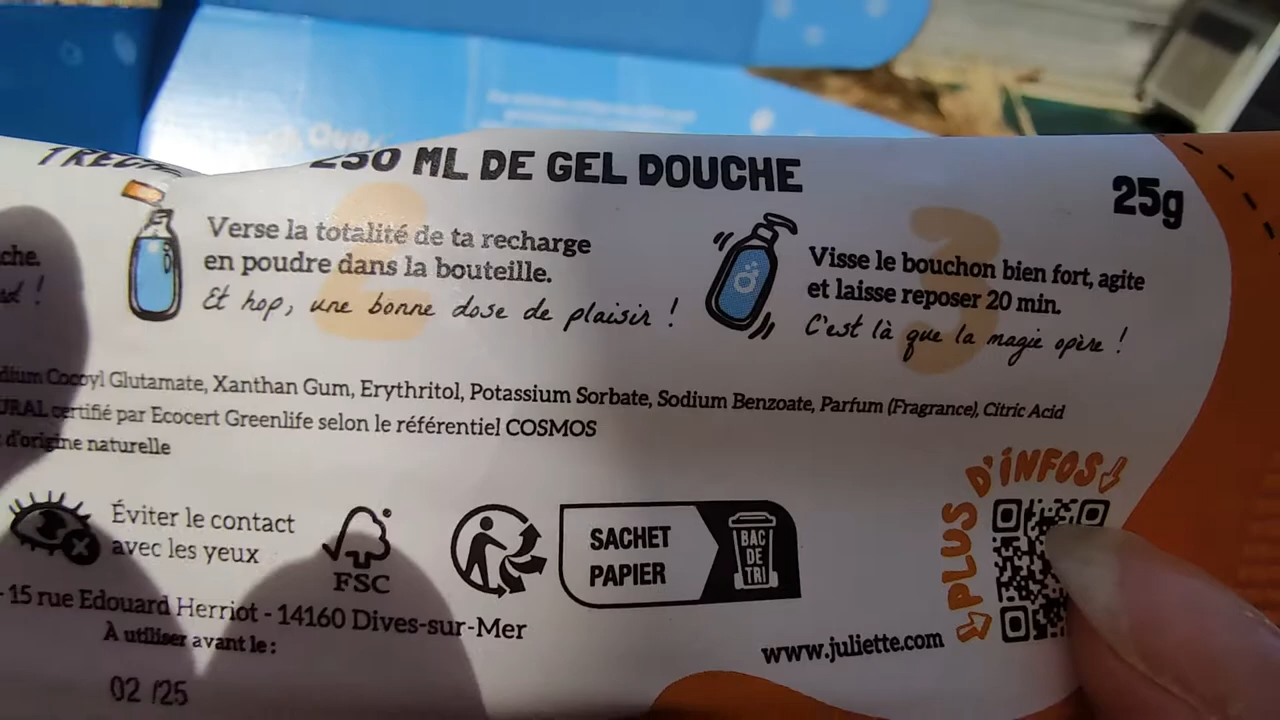 250 ML DE GEL DOUCHE
25g
che.
Verse la totalité de ta recharge
en poudre dans la bouteille.
Et hop, une bonne dose de plaisir !
Visse le bouchon bien fort, agite
et laisse reposer 20 min.
C'est là que la magie opère !
2
3
dium Cocoyl Glutamate, Xanthan Gum, Erythritol, Potassium Sorbate, Sodium Benzoate, Parfum (Fragrance), Citric Acid
URAL certifié par Ecocert Greenlife selon le référentiel COSMOS
d'origine naturelle
Éviter le contact
avec les yeux
FSC
SACHET
PAPIER
BAC
DE
TRI
PLUS
D'INFOS
- 15 rue Edouard Herriot - 14160 Dives-sur-Mer
À utiliser avant le :
02 /25
www.juliette.com